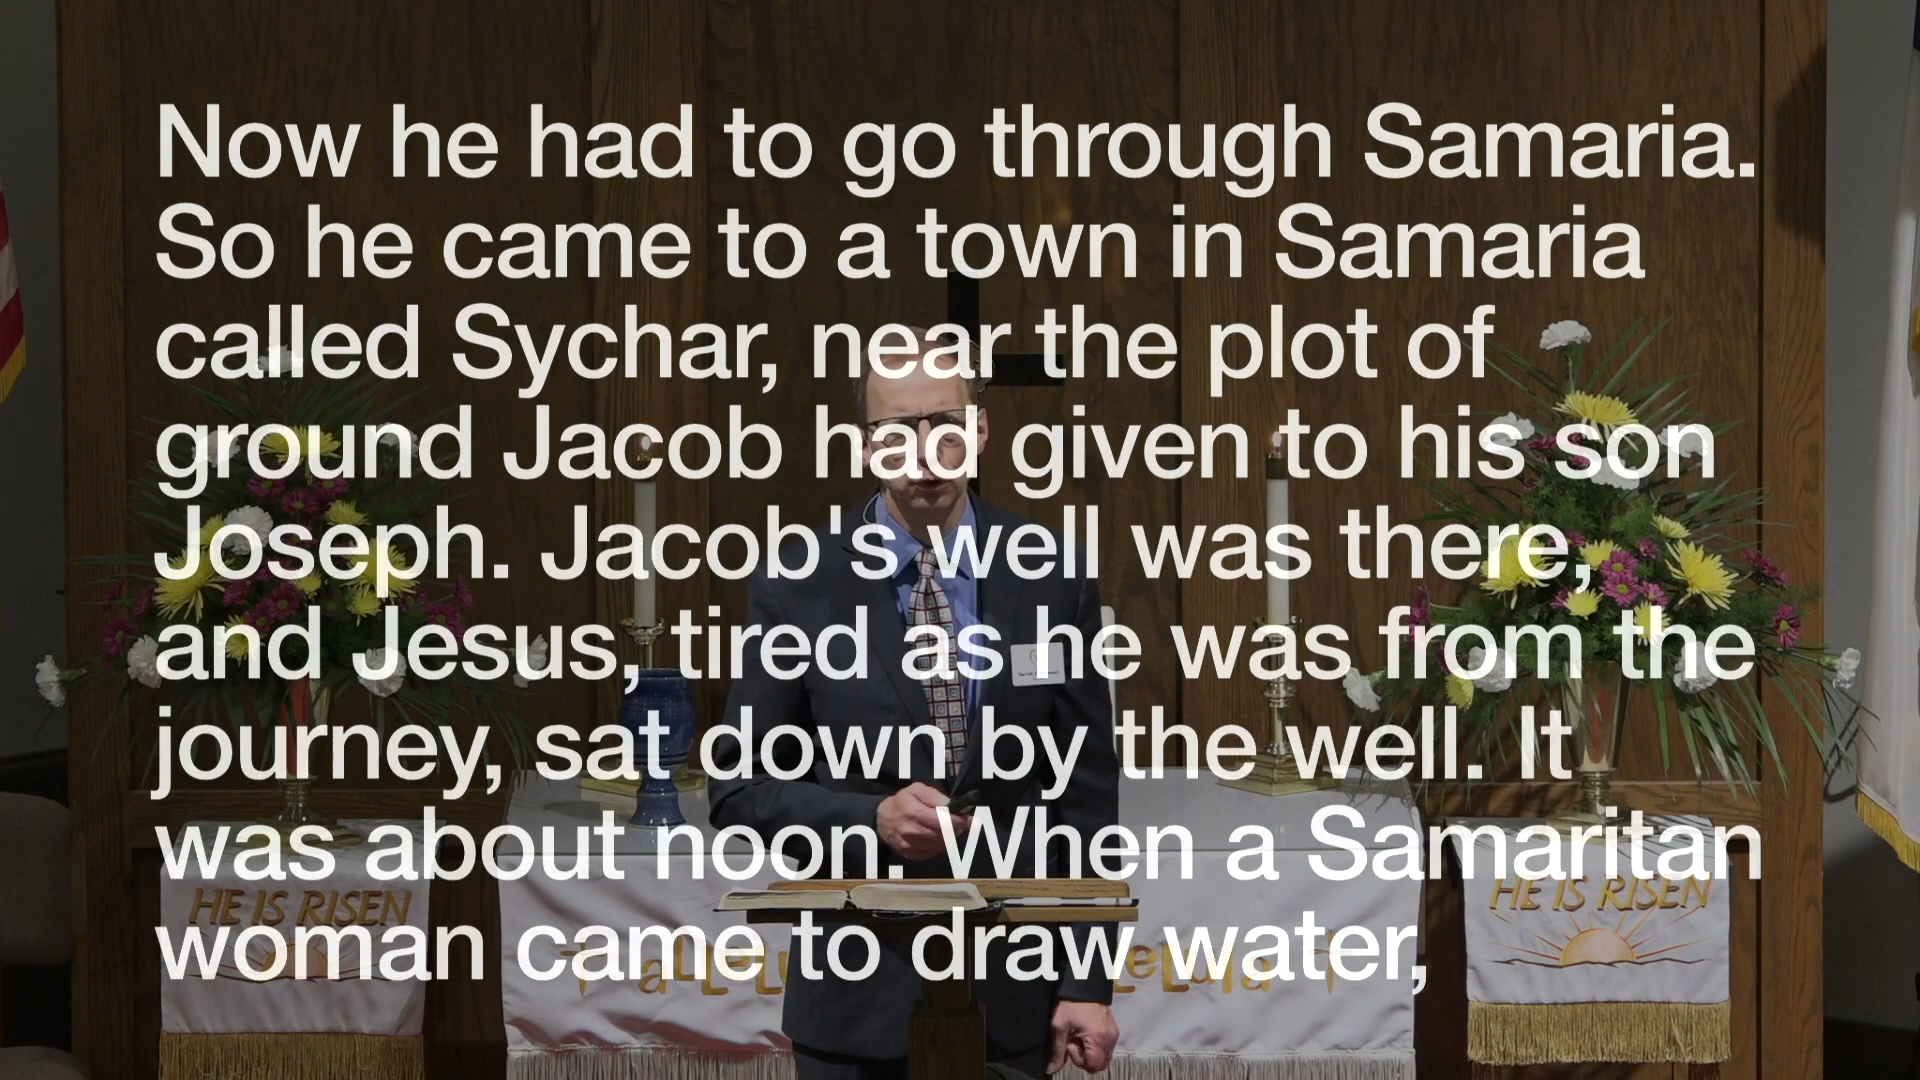 Now he had to go through Samaria.
So he came to a town in Samaria
called Sychar, near the plot of
ground Jacob had given to his son
Joseph. Jacob's well was there,
and Jesus, tired as he was from the
journey, sat down by the well. It
was about noon. When a Samaritan
woman came to draw water,
HE IS RISEN
HE IS RISEN